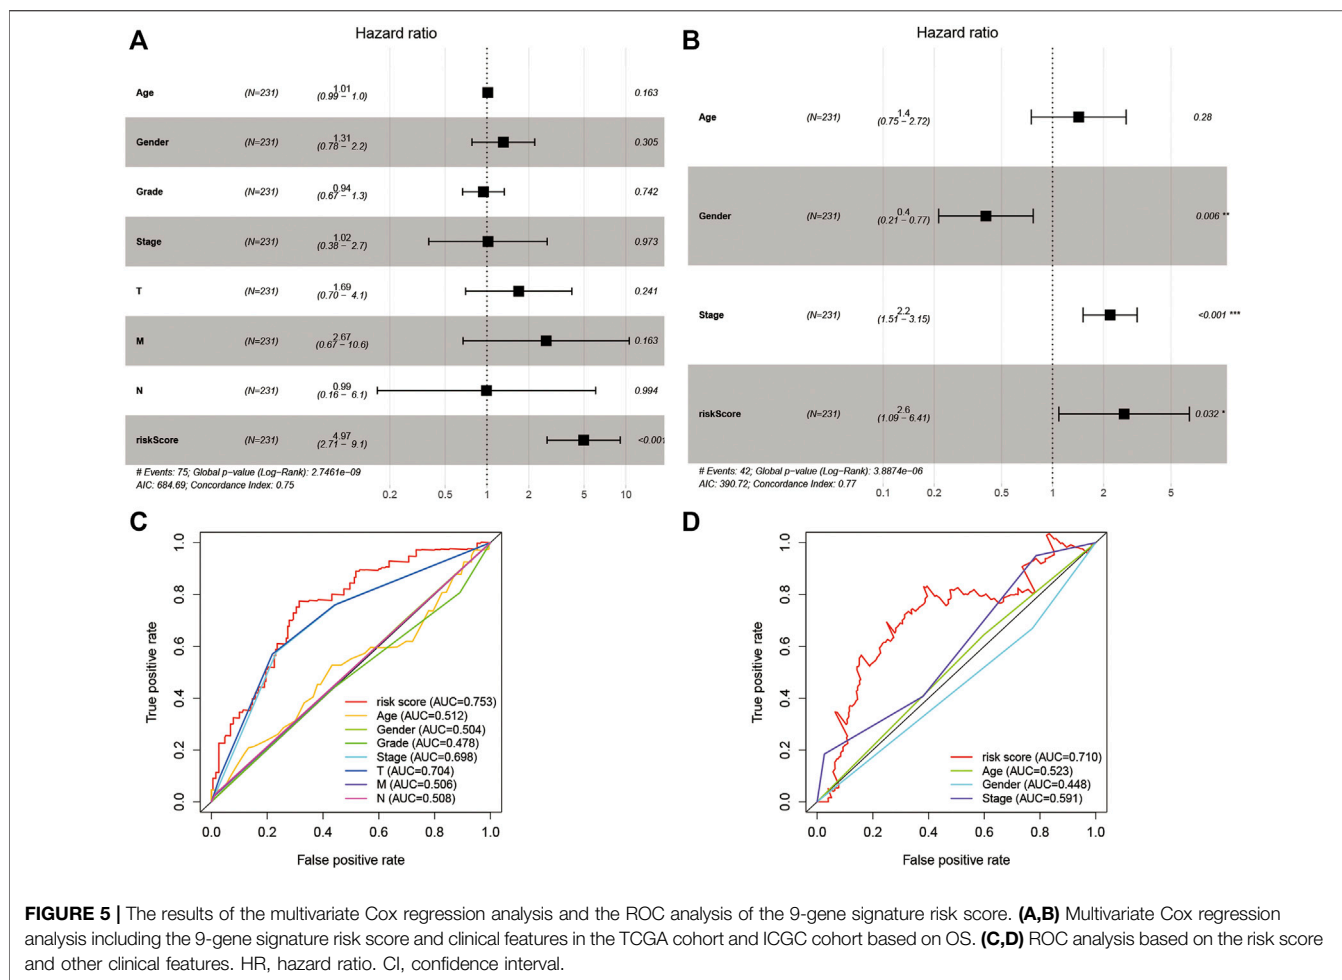 A
Hazard ratio
Age (N=231) 1.01 (0.99 − 1.0) 0.163
Gender (N=231) 1.31 (0.78 − 2.2) 0.305
Grade (N=231) 0.94 (0.67 − 1.3) 0.742
Stage (N=231) 1.02 (0.38 − 2.7) 0.973
T (N=231) 1.69 (0.70 − 4.1) 0.241
M (N=231) 2.67 (0.67 − 10.6) 0.163
N (N=231) 0.99 (0.16 − 6.1) 0.994
riskScore (N=231) 4.97 (2.71 − 9.1) <0.001
# Events: 75; Global p−value (Log−Rank): 2.7461e−09
AIC: 684.69; Concordance Index: 0.75
0.2 0.5 1 2 5 10
B
Hazard ratio
Age (N=231) 1.4 (0.75 − 2.72) 0.28
Gender (N=231) 0.4 (0.21 − 0.77) 0.006 **
Stage (N=231) 2.2 (1.51 − 3.15) <0.001 ***
riskScore (N=231) 2.6 (1.09 − 6.41) 0.032 *
# Events: 42; Global p−value (Log−Rank): 3.8874e−06
AIC: 390.72; Concordance Index: 0.77
0.1 0.2 0.5 1 2 5
C
True positive rate
1.0
0.8
0.6
0.4
0.2
0.0
risk score (AUC=0.753)
Age (AUC=0.512)
Gender (AUC=0.504)
Grade (AUC=0.478)
Stage (AUC=0.698)
T (AUC=0.704)
M (AUC=0.506)
N (AUC=0.508)
0.0 0.2 0.4 0.6 0.8 1.0
False positive rate
D
True positive rate
1.0
0.8
0.6
0.4
0.2
0.0
risk score (AUC=0.710)
Age (AUC=0.523)
Gender (AUC=0.448)
Stage (AUC=0.591)
0.0 0.2 0.4 0.6 0.8 1.0
False positive rate
FIGURE 5 | The results of the multivariate Cox regression analysis and the ROC analysis of the 9-gene signature risk score. (A,B) Multivariate Cox regression
analysis including the 9-gene signature risk score and clinical features in the TCGA cohort and ICGC cohort based on OS. (C,D) ROC analysis based on the risk score
and other clinical features. HR, hazard ratio. CI, confidence interval.